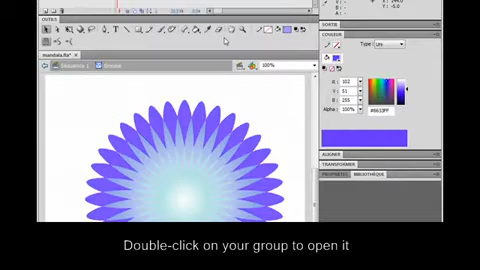 OUTILS
mandala.fla*
Séquence 1
Groupe
100%
SORTIE
COULEUR
Type : Uni
R : 102
V : 51
B : 255
Alpha : 100%
#6633FF
ALIGNER
TRANSFORMER
PROPRIÉTÉS
BIBLIOTHÈQUE
Double-click on your group to open it